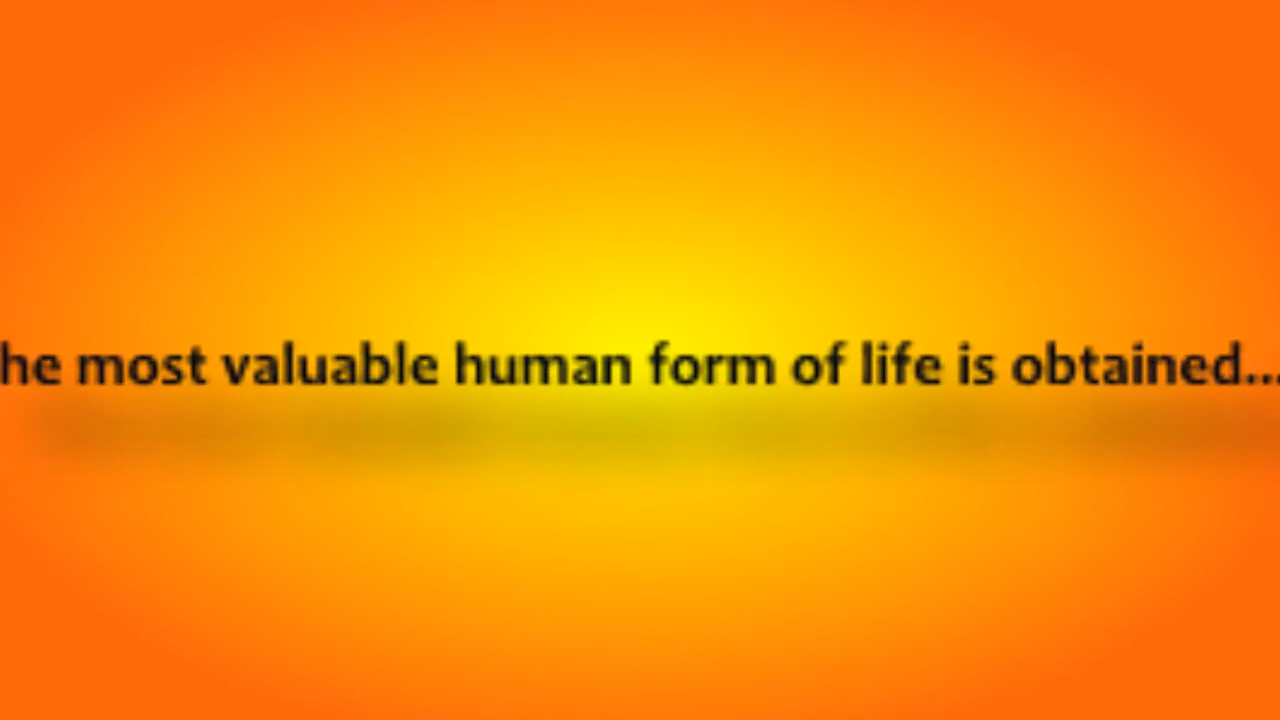 he most valuable human form of life is obtained...